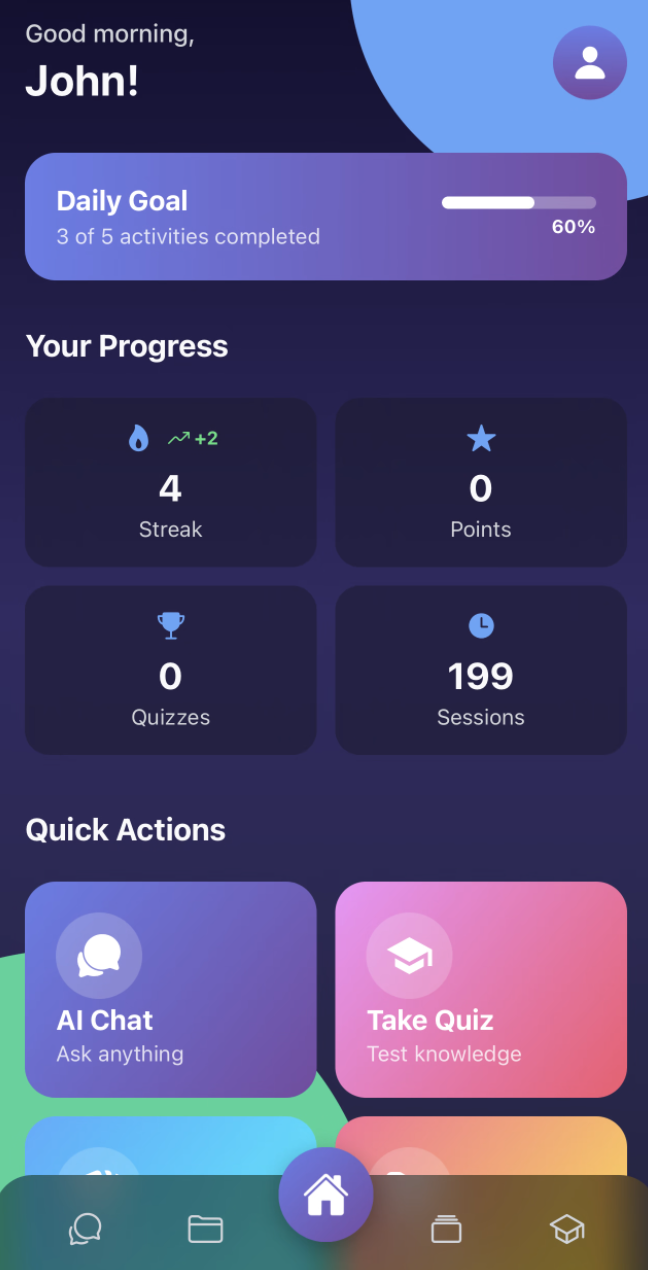 Good morning,
John!
Daily Goal
3 of 5 activities completed
60%
Your Progress
+2
4
Streak
0
Points
0
Quizzes
199
Sessions
Quick Actions
AI Chat
Ask anything
Take Quiz
Test knowledge